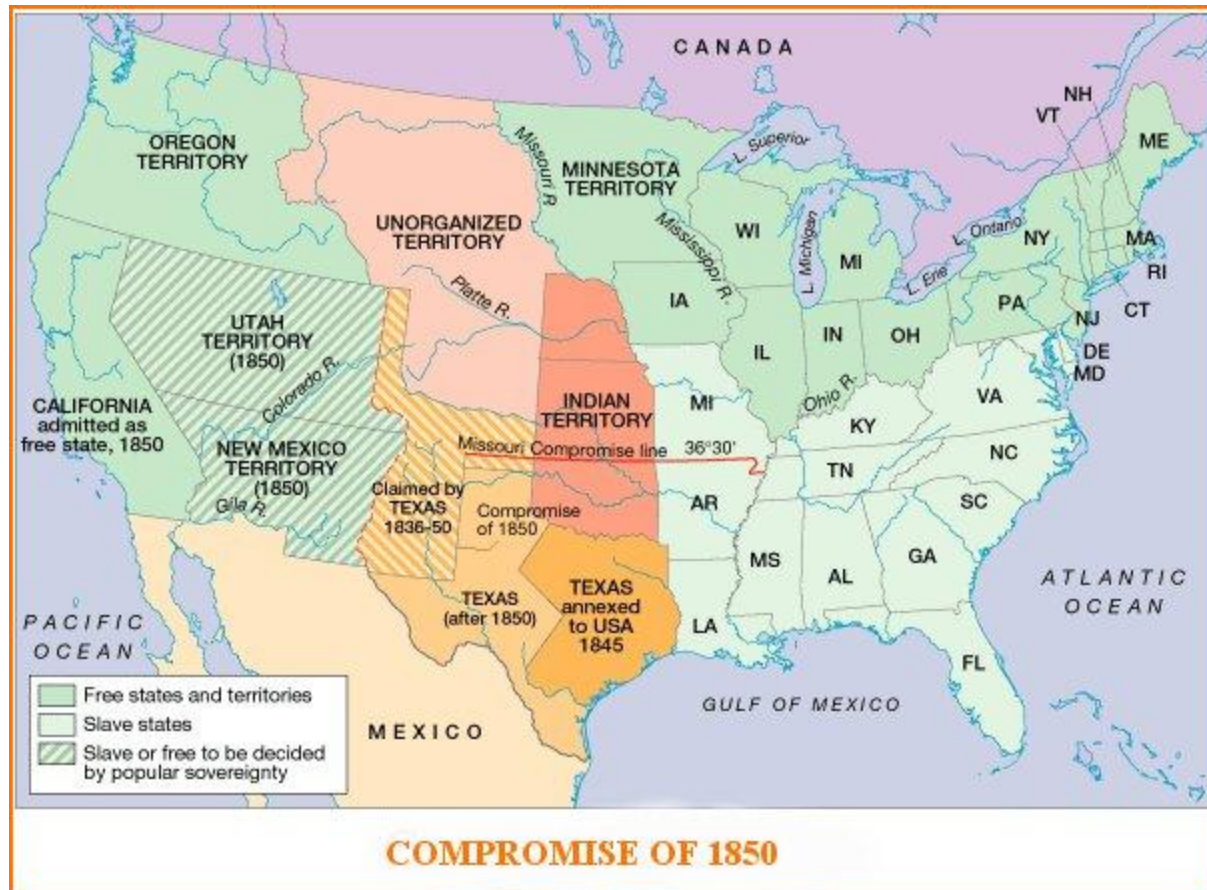 CANADA
NH
VT
ME
OREGON
TERRITORY
Missouri R.
MINNESOTA
TERRITORY
L. Superior
UNORGANIZED
TERRITORY
Mississippi R.
WI
L. Michigan
MI
L. Ontario
NY
MA
RI
L. Erie
Platte R.
IA
PA
CT
NJ
UTAH
TERRITORY
(1850)
IL
IN
OH
DE
MD
Colorado R.
Ohio R.
VA
CALIFORNIA
admitted as
free state, 1850
INDIAN
TERRITORY
MI
KY
NEW MEXICO
TERRITORY
(1850)
Missouri Compromise line 36°30'
NC
TN
Gila R.
Claimed by
TEXAS
1836-50
Compromise
of 1850
AR
SC
MS
AL
GA
ATLANTIC
OCEAN
PACIFIC
OCEAN
TEXAS
(after 1850)
TEXAS
annexed
to USA
1845
LA
FL
Free states and territories
Slave states
Slave or free to be decided
by popular sovereignty
MEXICO
GULF OF MEXICO
COMPROMISE OF 1850